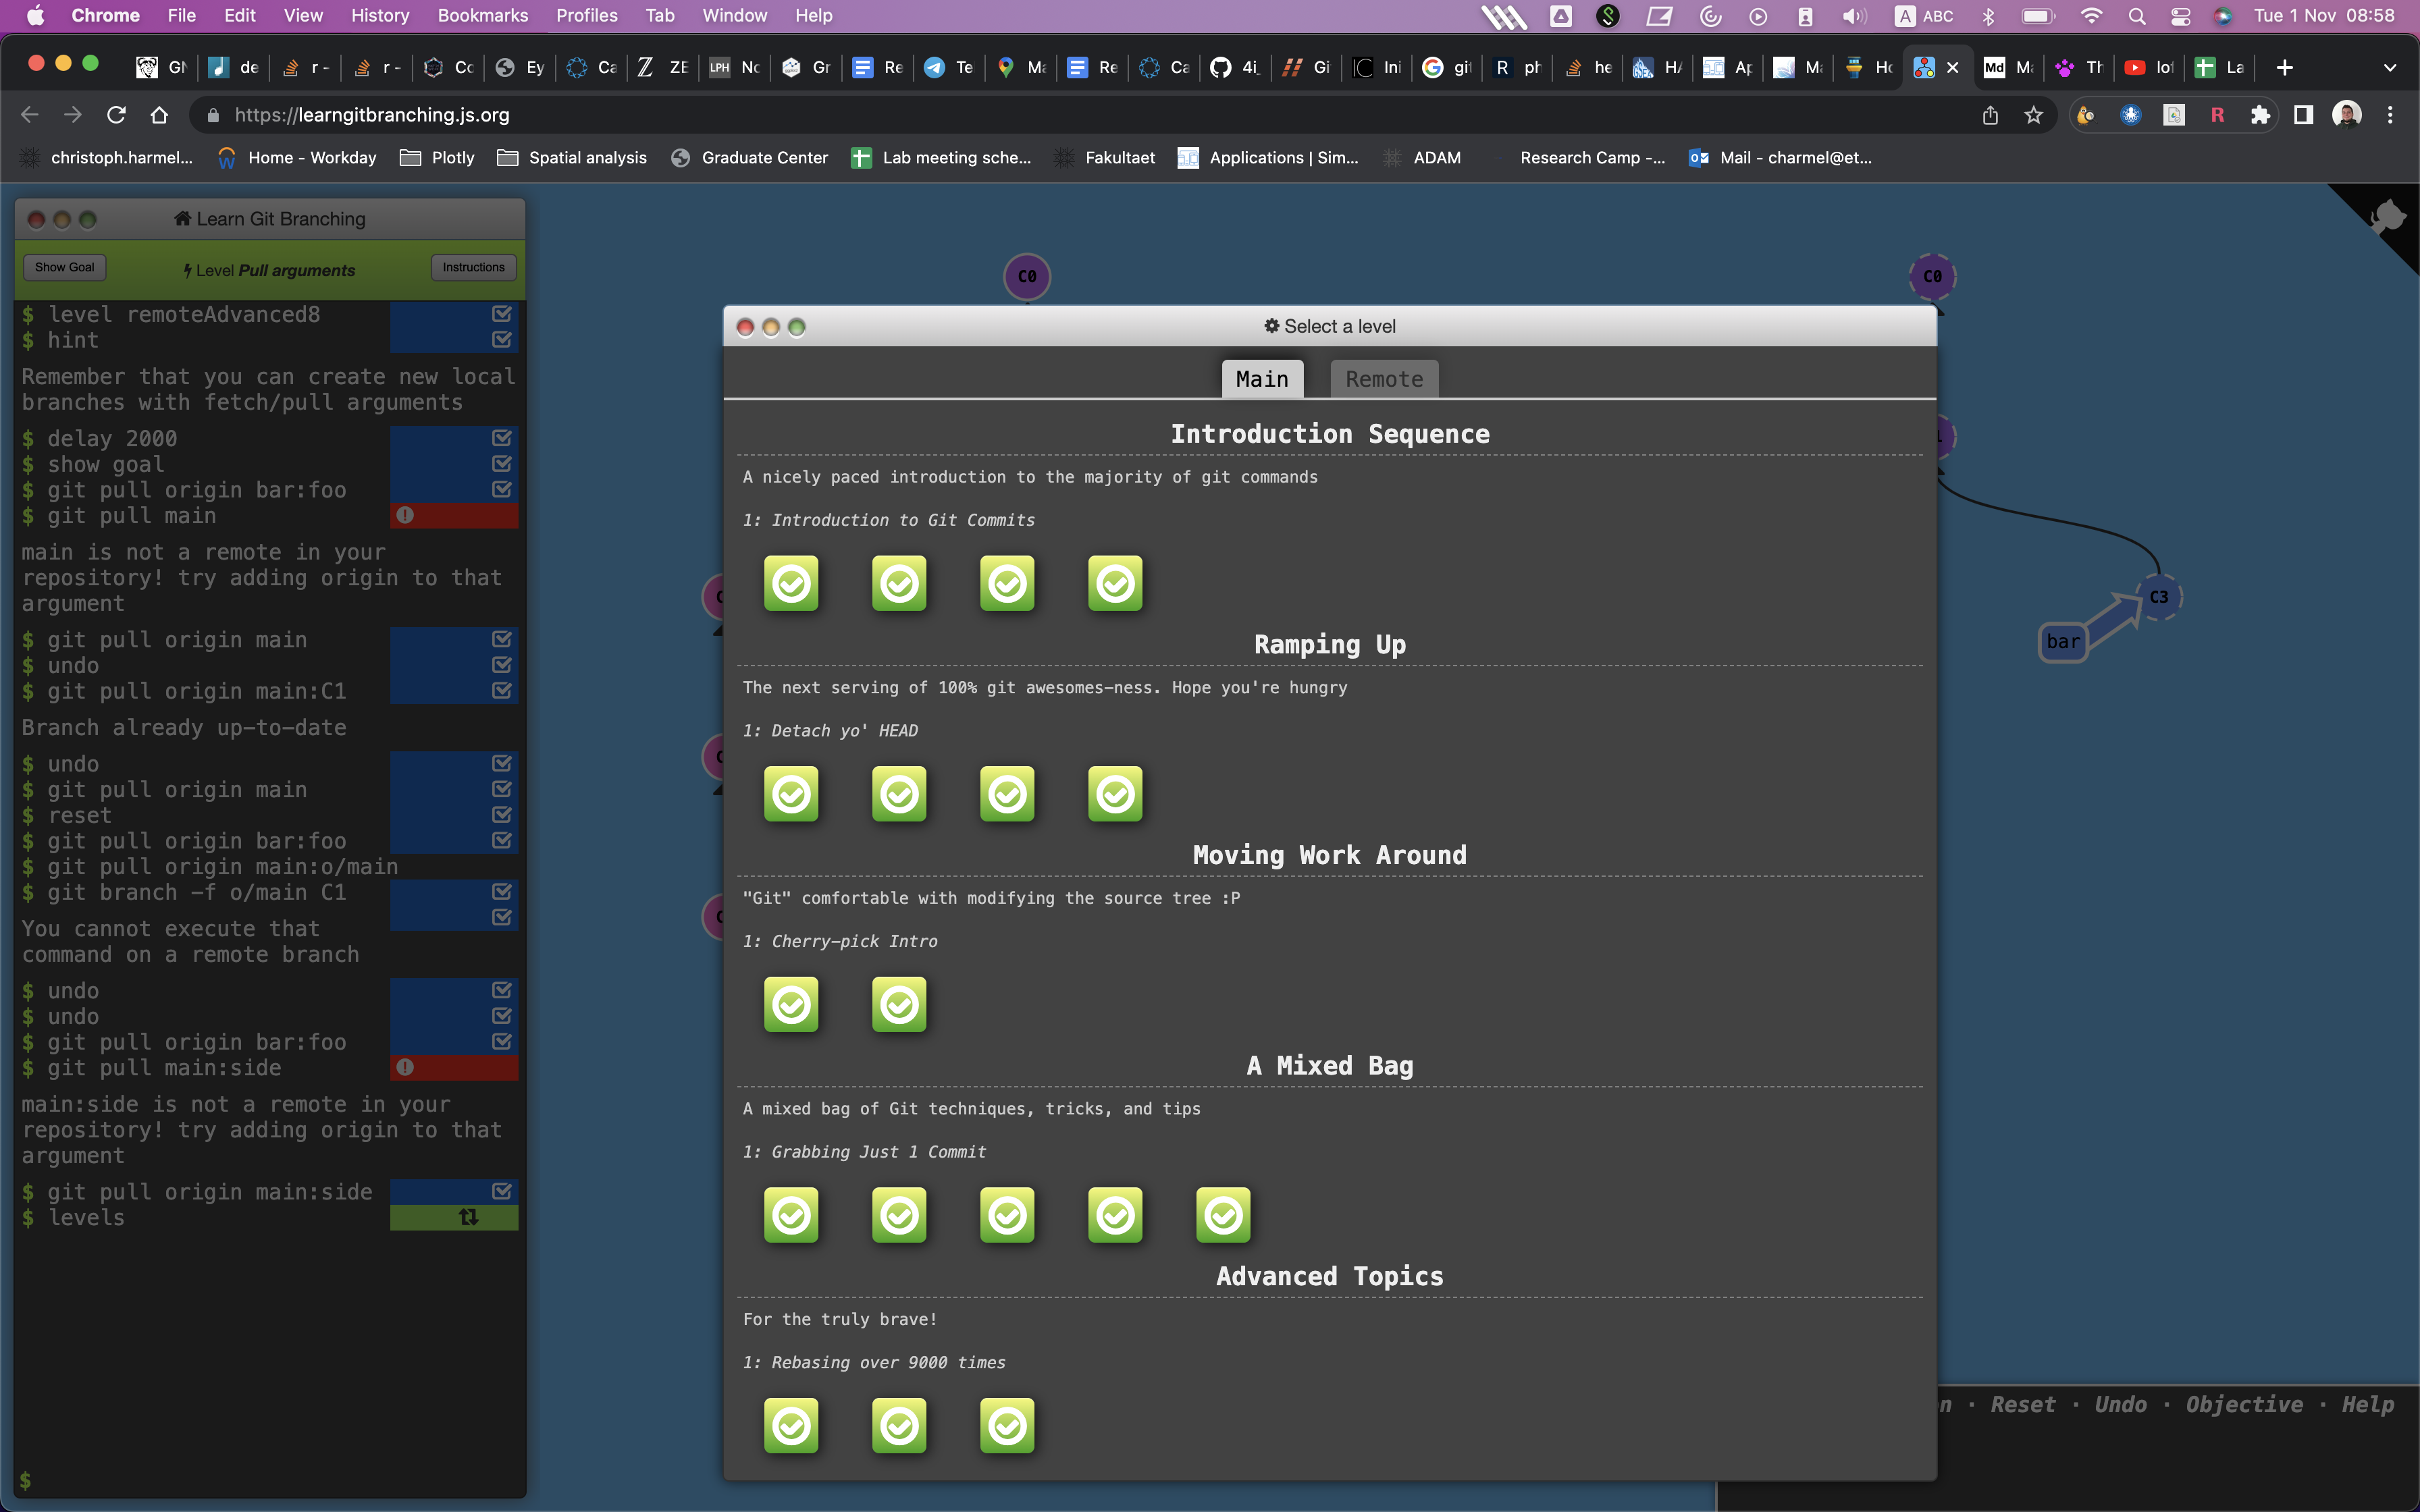 Chrome File Edit View History Bookmarks Profiles Tab Window Help
A ABC Tue 1 Nov 08:58
GN de r - r - Co Ey Ca ZE LPH No Gr Re Te Ma Re Ca 4i_ Gi Ini git ph he HA Ap Ma Ho Md Ma Th lof La
https://learngitbranching.js.org
christoph.harmel... Home - Workday Plotly Spatial analysis Graduate Center Lab meeting sche... Fakultaet Applications | Sim... ADAM Research Camp -... Mail - charmel@et...
Learn Git Branching
Show Goal
Level Pull arguments
Instructions
$ level remoteAdvanced8
$ hint
Remember that you can create new local
branches with fetch/pull arguments
$ delay 2000
$ show goal
$ git pull origin bar:foo
$ git pull main
main is not a remote in your
repository! try adding origin to that
argument
$ git pull origin main
$ undo
$ git pull origin main:C1
Branch already up-to-date
$ undo
$ git pull origin main
$ reset
$ git pull origin bar:foo
$ git pull origin main:o/main
$ git branch -f o/main C1
You cannot execute that
command on a remote branch
$ undo
$ undo
$ git pull origin bar:foo
$ git pull main:side
main:side is not a remote in your
repository! try adding origin to that
argument
$ git pull origin main:side
$ levels
$
C0
C0
Select a level
Main Remote
Introduction Sequence
A nicely paced introduction to the majority of git commands
1: Introduction to Git Commits
Ramping Up
The next serving of 100% git awesomes-ness. Hope you're hungry
1: Detach yo' HEAD
Moving Work Around
"Git" comfortable with modifying the source tree :P
1: Cherry-pick Intro
A Mixed Bag
A mixed bag of Git techniques, tricks, and tips
1: Grabbing Just 1 Commit
Advanced Topics
For the truly brave!
1: Rebasing over 9000 times
C3
bar
· Reset · Undo · Objective · Help